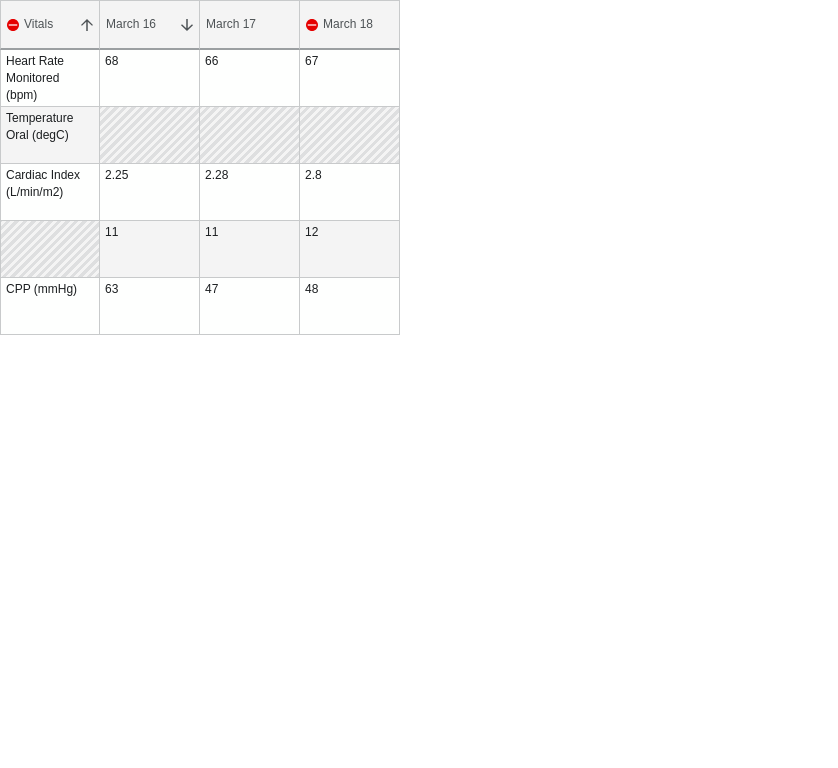 Vitals
March 16
March 17
March 18
Heart Rate
Monitored
(bpm)
68
66
67
Temperature
Oral (degC)
Cardiac Index
(L/min/m2)
2.25
2.28
2.8
11
11
12
CPP (mmHg)
63
47
48